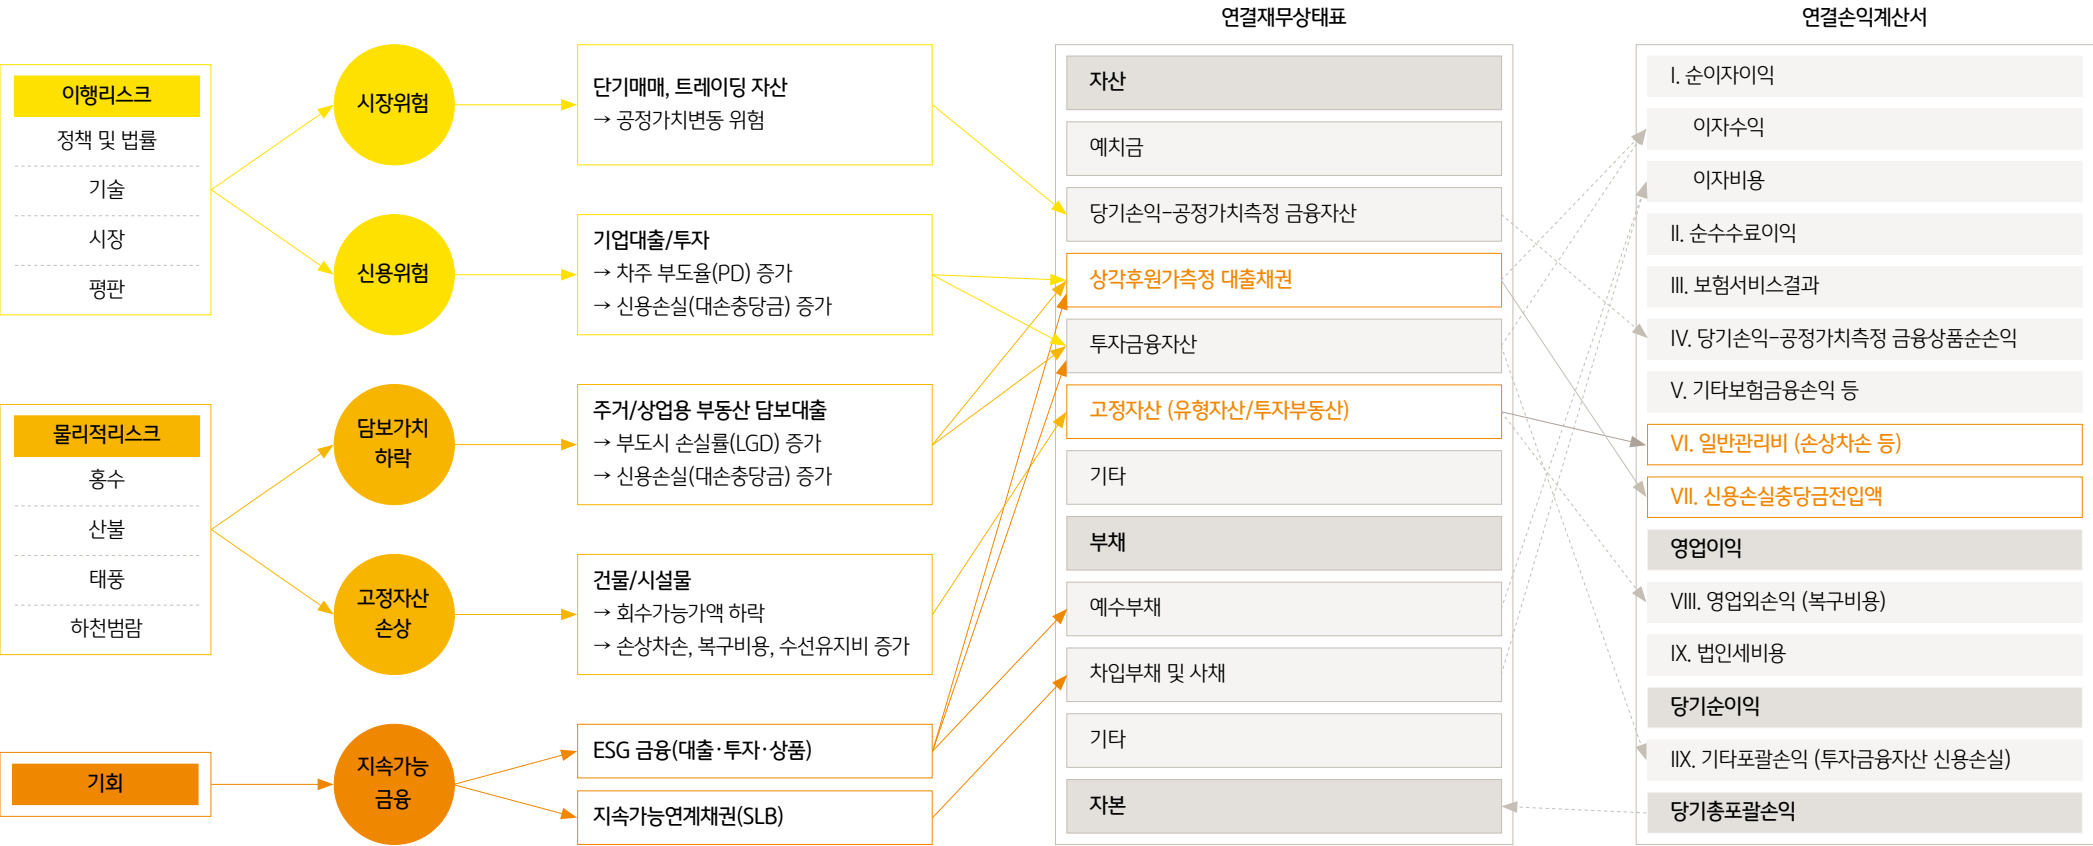 이행리스크
정책 및 법률
기술
시장
평판
물리적리스크
홍수
산불
태풍
하천범람
기회
시장위험
신용위험
담보가치
하락
고정자산
손상
지속가능
금융
단기매매, 트레이딩 자산
→ 공정가치변동 위험
기업대출/투자
→ 차주 부도율(PD) 증가
→ 신용손실(대손충당금) 증가
주거/상업용 부동산 담보대출
→ 부도시 손실률(LGD) 증가
→ 신용손실(대손충당금) 증가
건물/시설물
→ 회수가능가액 하락
→ 손상차손, 복구비용, 수선유지비 증가
ESG 금융(대출·투자·상품)
지속가능연계채권(SLB)
연결재무상태표
자산
예치금
당기손익-공정가치측정 금융자산
상각후원가측정 대출채권
투자금융자산
고정자산 (유형자산/투자부동산)
기타
부채
예수부채
차입부채 및 사채
기타
자본
연결손익계산서
I. 순이자이익
이자수익
이자비용
II. 순수수료이익
III. 보험서비스결과
IV. 당기손익-공정가치측정 금융상품순손익
V. 기타보험금융손익 등
VI. 일반관리비 (손상차손 등)
VII. 신용손실충당금전입액
영업이익
VIII. 영업외손익 (복구비용)
IX. 법인세비용
당기순이익
IIX. 기타포괄손익 (투자금융자산 신용손실)
당기총포괄손익